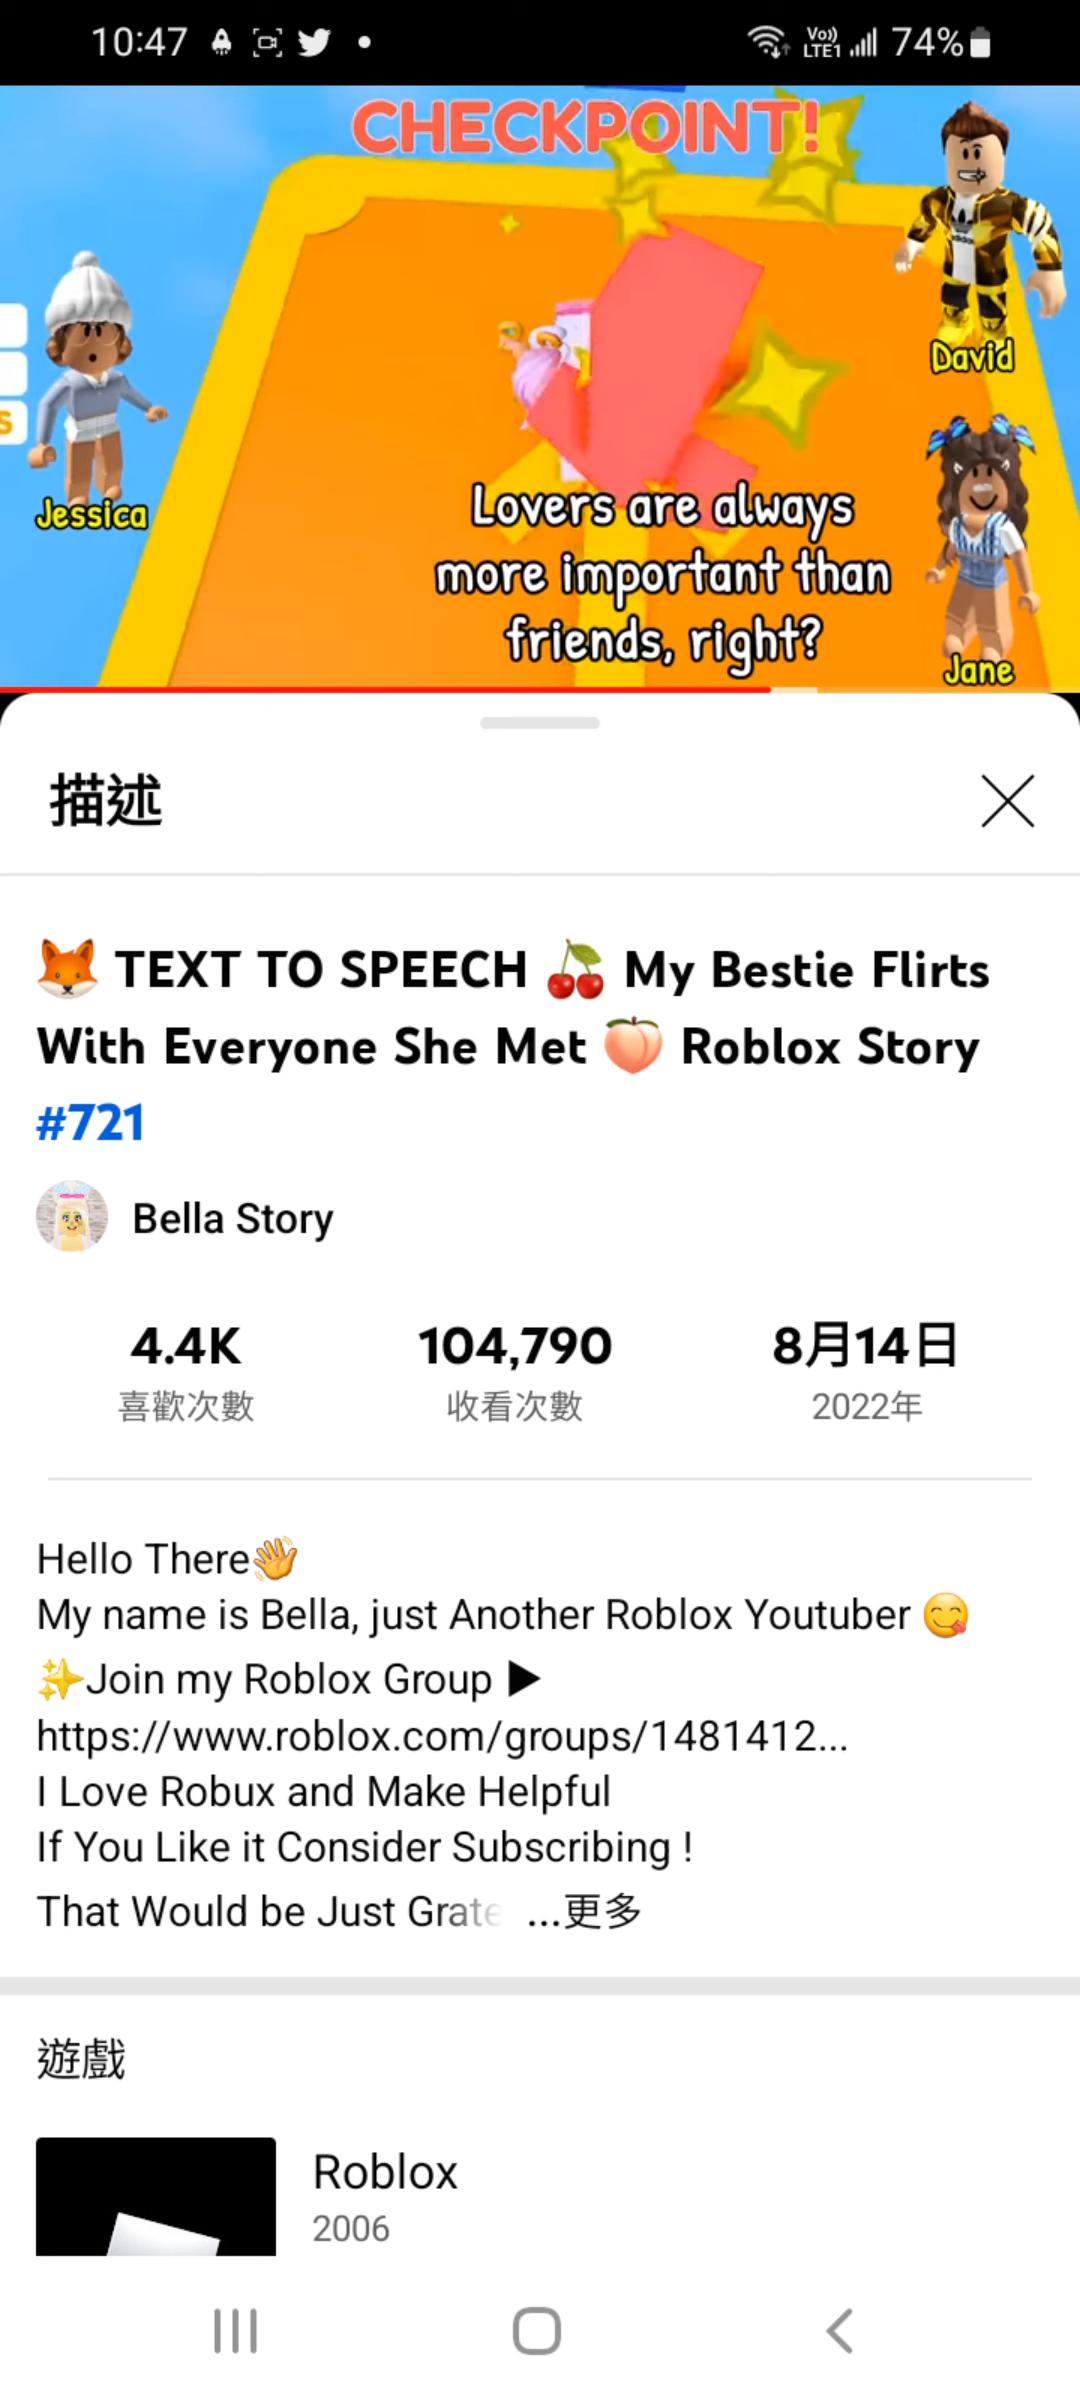 10:47
Vo))
LTE1
74%
CHECKPOINT!
David
S
Jessica
Lovers are always
more important than
friends, right?
Jane
描述
🦊 TEXT TO SPEECH 🍒 My Bestie Flirts
With Everyone She Met 🍑 Roblox Story
#721
Bella Story
4.4K
104,790
8月14日
喜歡次數
收看次數
2022年
Hello There👋
My name is Bella, just Another Roblox Youtuber 😋
✨Join my Roblox Group ▶
https://www.roblox.com/groups/1481412...
I Love Robux and Make Helpful
If You Like it Consider Subscribing !
That Would be Just Grate ...更多
遊戲
Roblox
2006